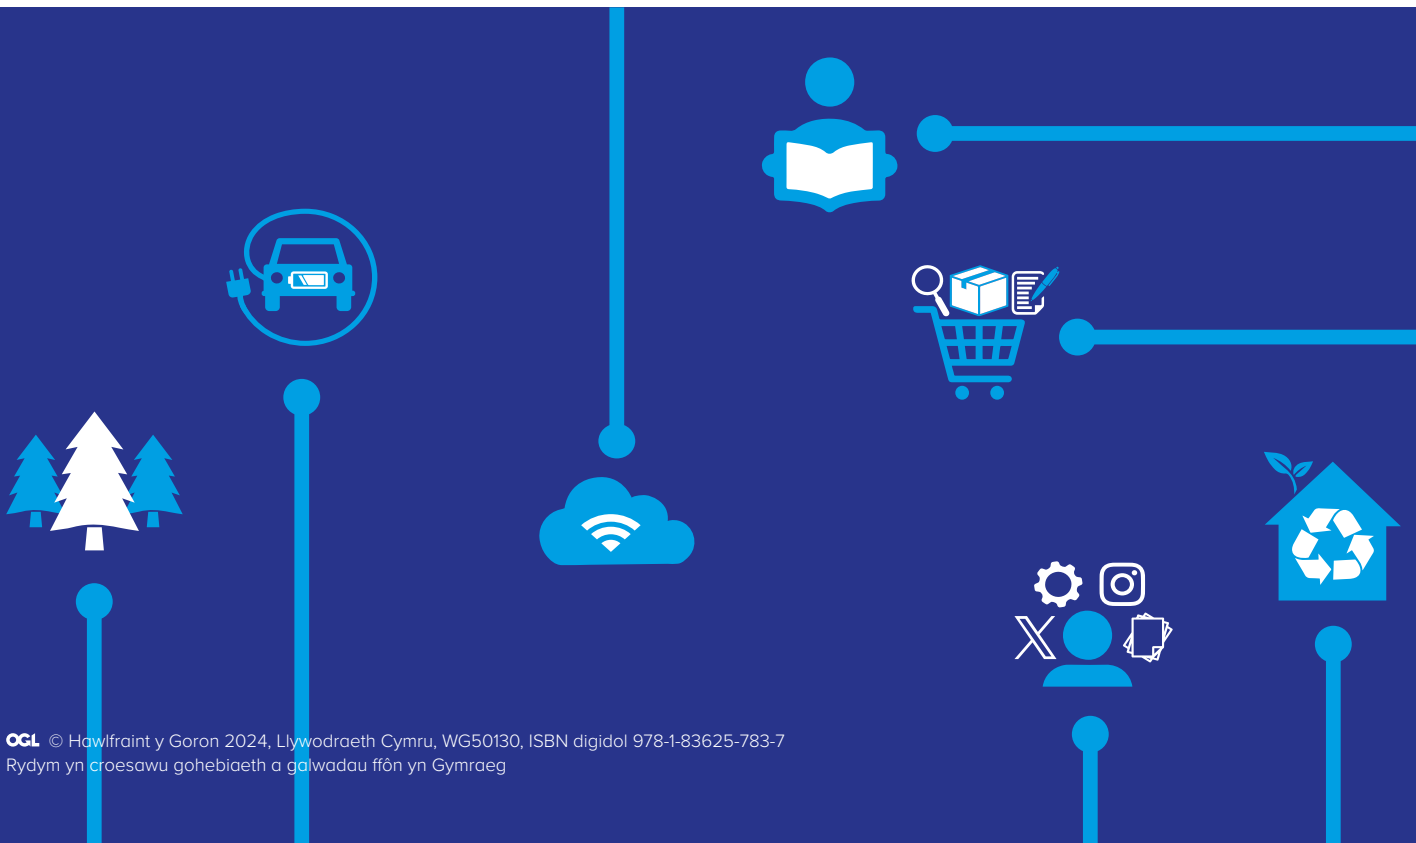 OGL © Hawlfraint y Goron 2024, Llywodraeth Cymru, WG50130, ISBN digidol 978-1-83625-783-7
Rydym yn croesawu gohebiaeth a galwadau ffôn yn Gymraeg